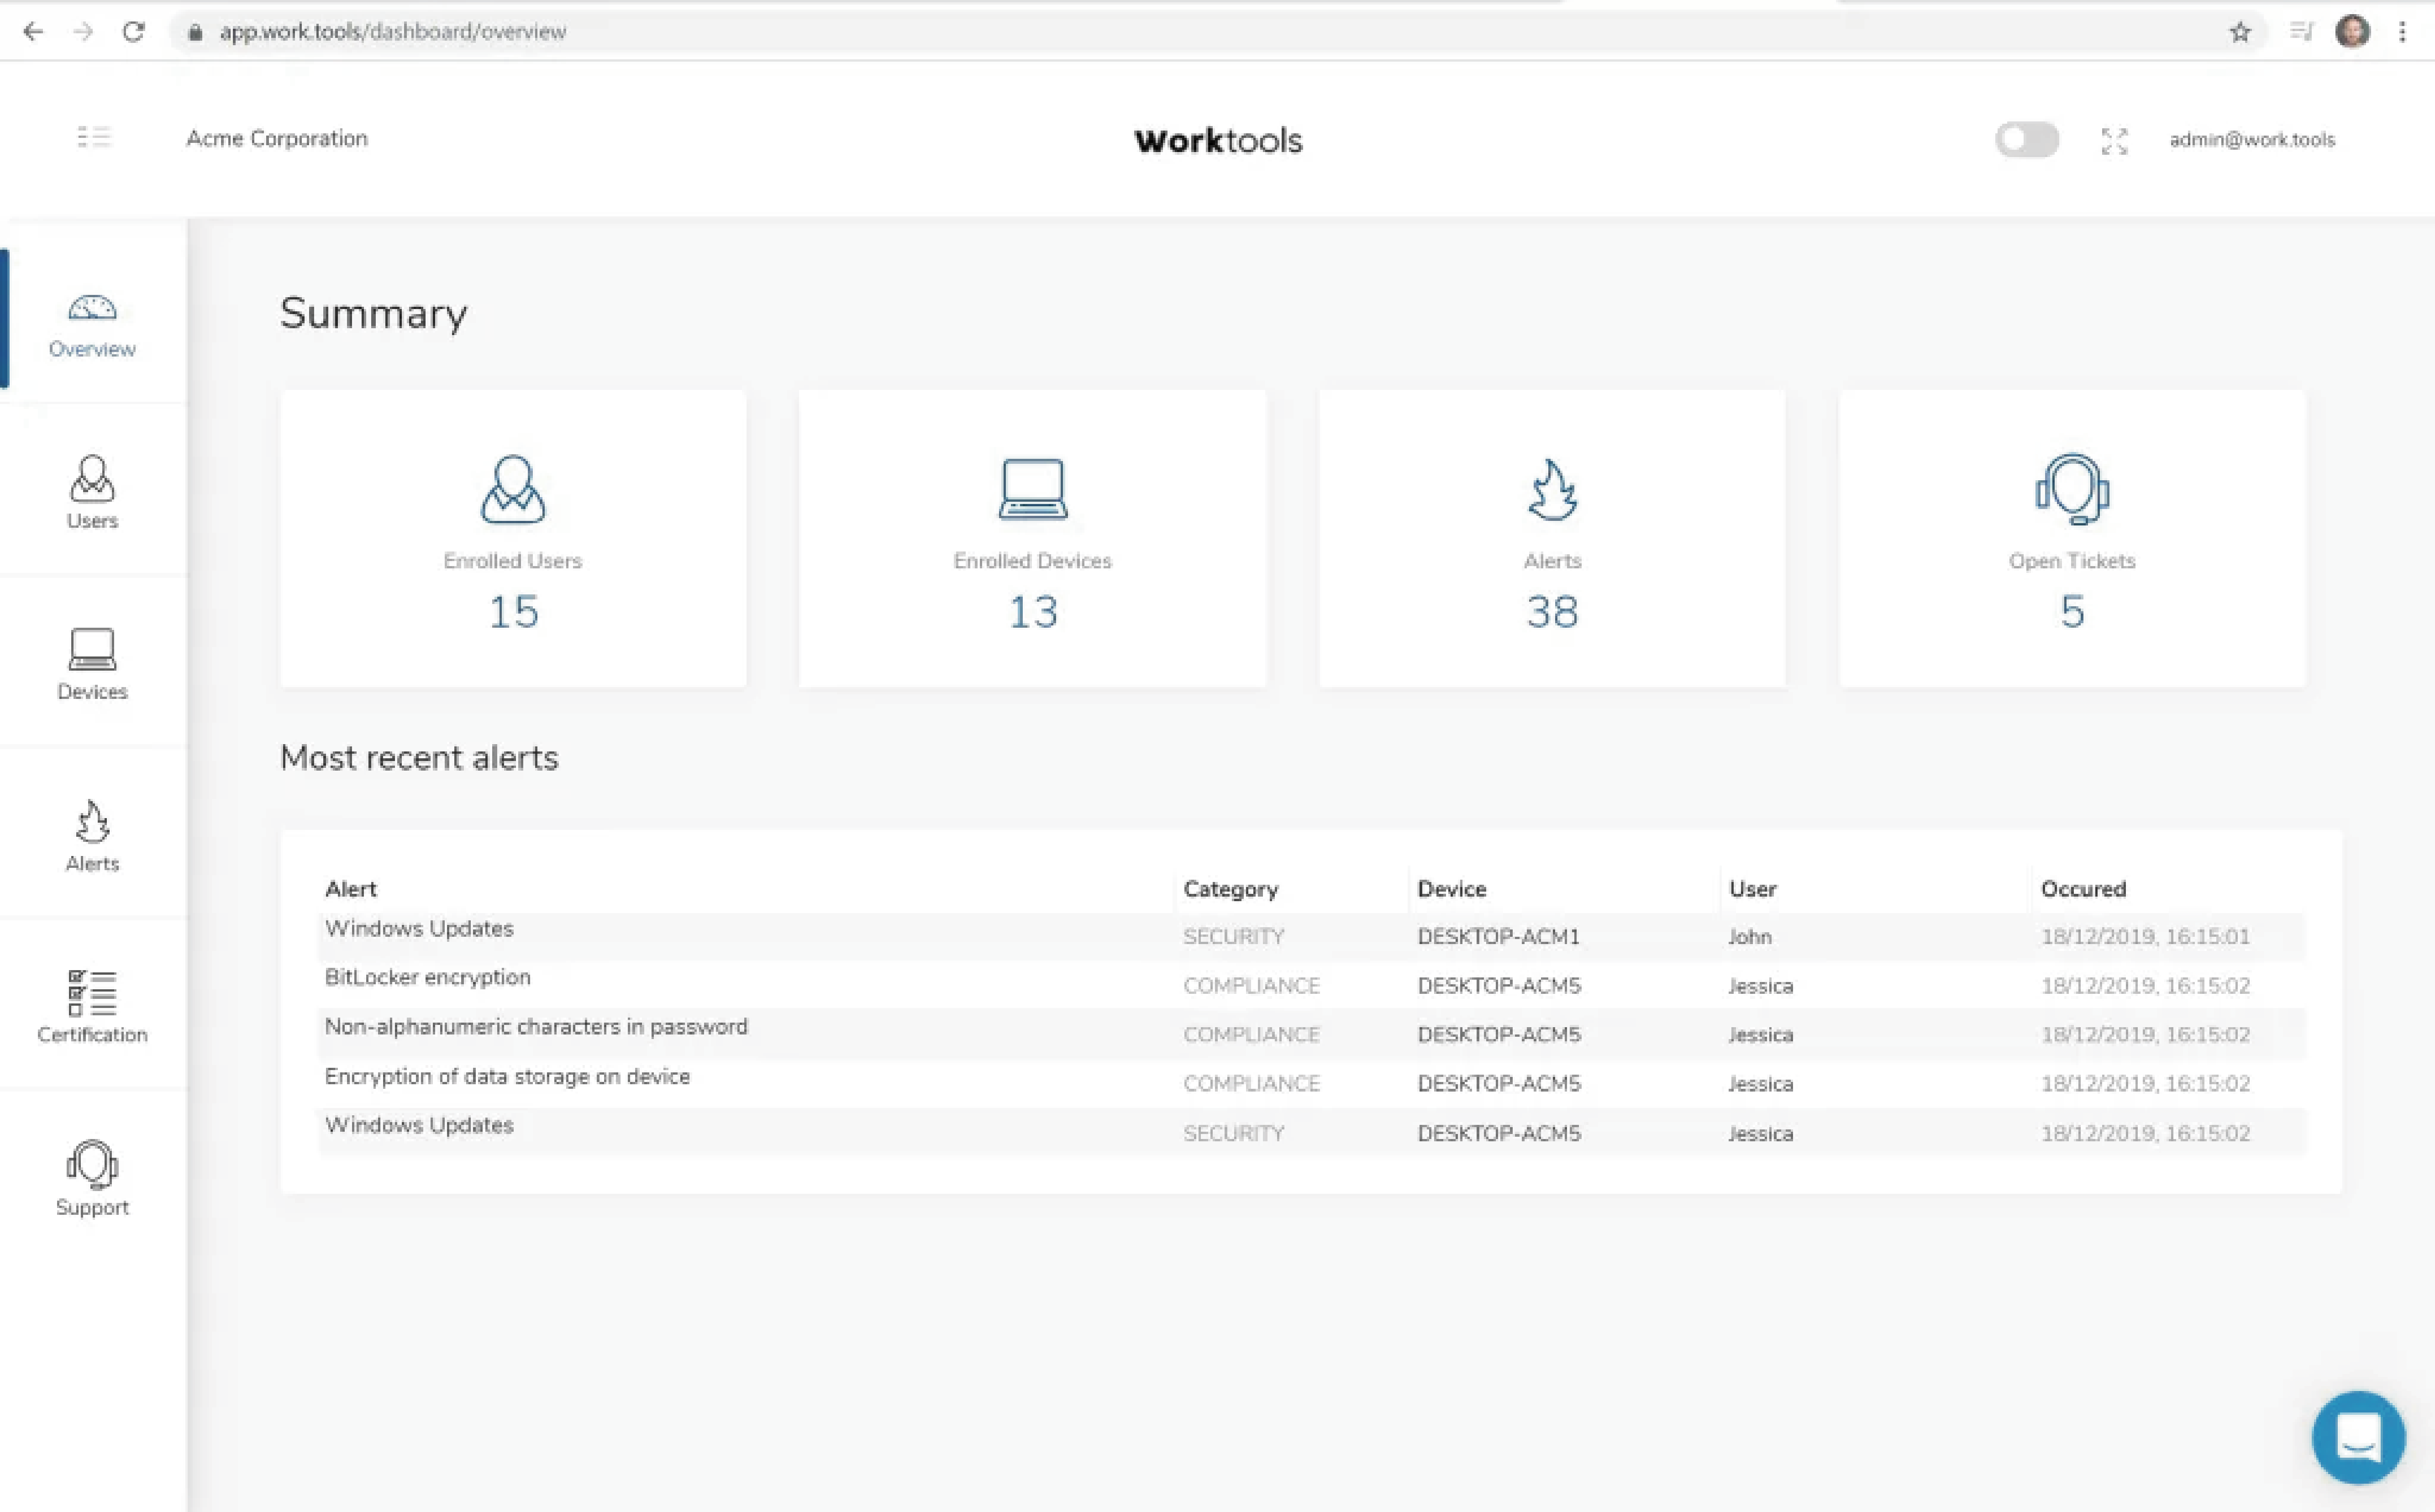 app.work.tools/dashboard/overview
Acme Corporation
Worktools
admin@work.tools
Overview
Users
Devices
Alerts
Certification
Support
Summary
Enrolled Users
15
Enrolled Devices
13
Alerts
38
Open Tickets
5
Most recent alerts
Alert Category Device User Occured
Windows Updates SECURITY DESKTOP-ACM1 John 18/12/2019, 16:15:01
BitLocker encryption COMPLIANCE DESKTOP-ACM5 Jessica 18/12/2019, 16:15:02
Non-alphanumeric characters in password COMPLIANCE DESKTOP-ACM5 Jessica 18/12/2019, 16:15:02
Encryption of data storage on device COMPLIANCE DESKTOP-ACM5 Jessica 18/12/2019, 16:15:02
Windows Updates SECURITY DESKTOP-ACM5 Jessica 18/12/2019, 16:15:02